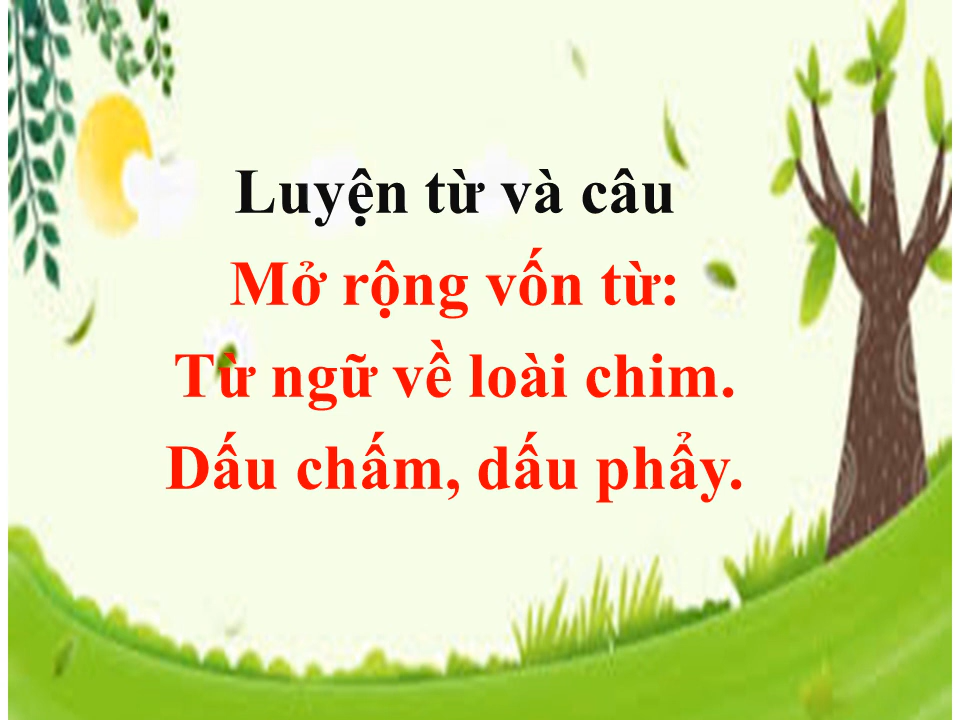 Luyện từ và câu
Mở rộng vốn từ:
Từ ngữ về loài chim.
Dấu chấm, dấu phẩy.